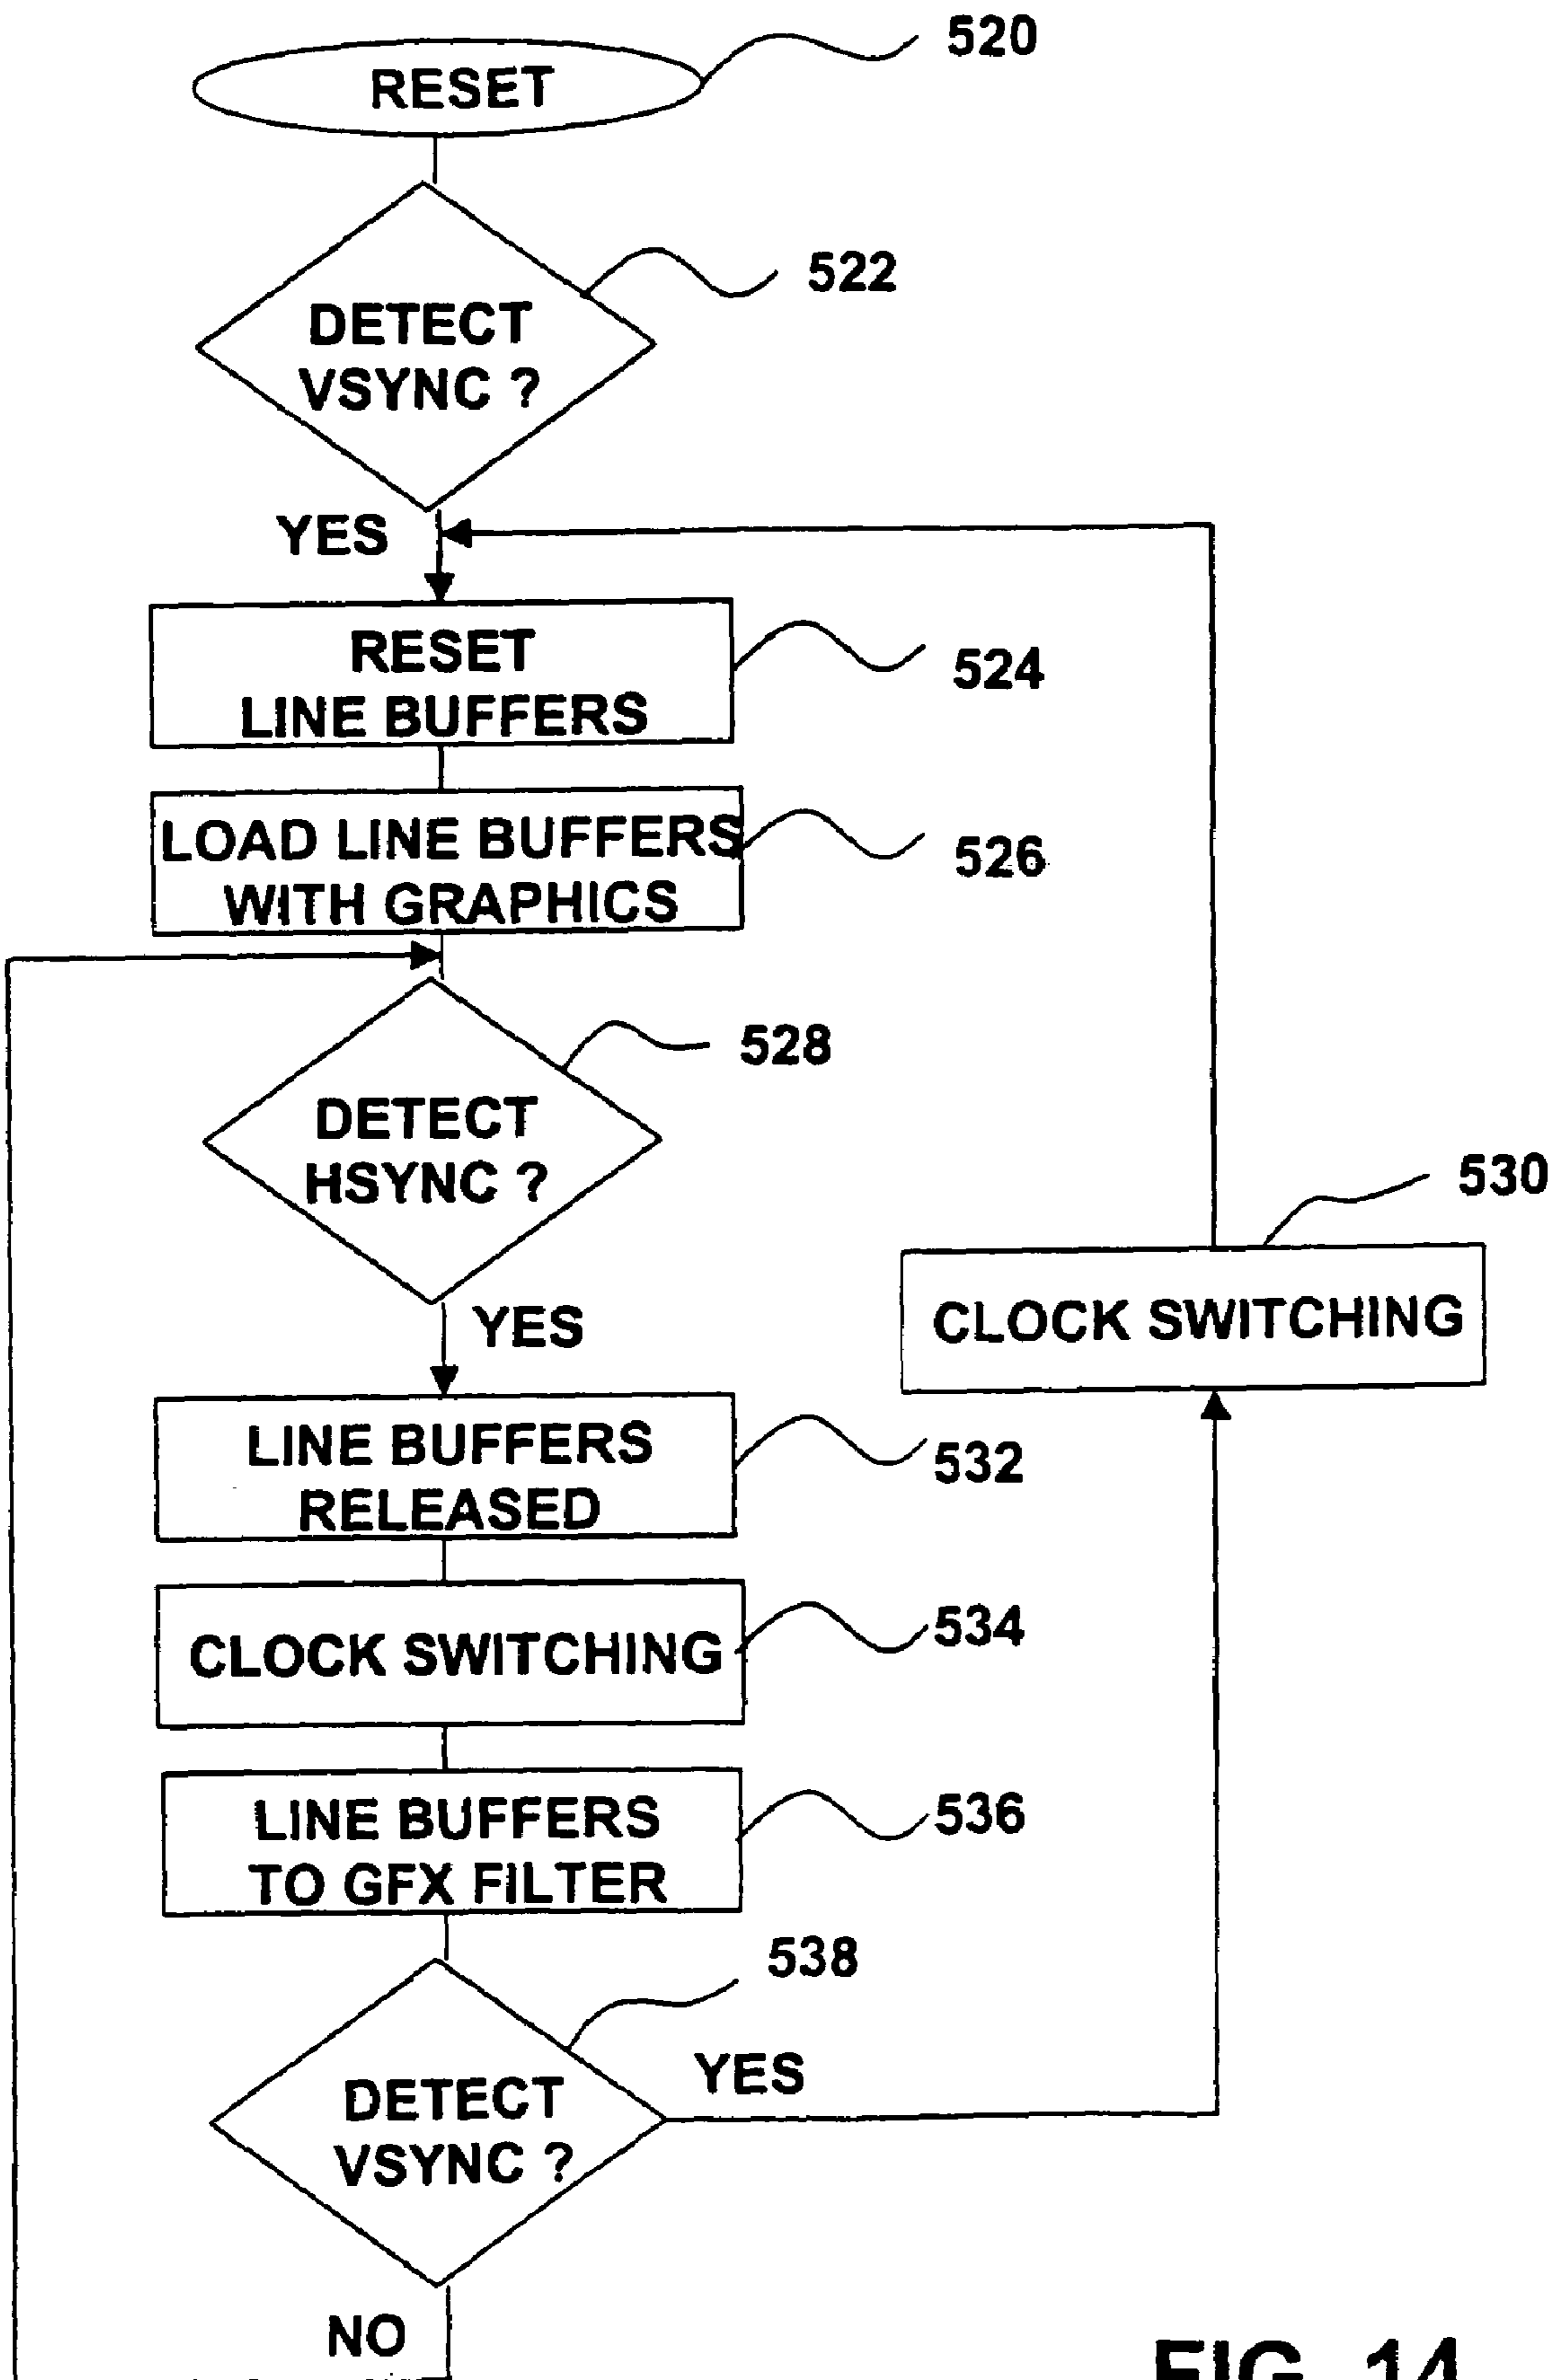 520
RESET
522
DETECT
VSYNC ?
YES
RESET
LINE BUFFERS
524
LOAD LINE BUFFERS
WITH GRAPHICS
526
528
DETECT
HSYNC ?
530
CLOCK SWITCHING
YES
LINE BUFFERS
RELEASED
532
CLOCK SWITCHING
534
LINE BUFFERS
TO GFX FILTER
536
538
DETECT
VSYNC ?
YES
NO
FIG. 14